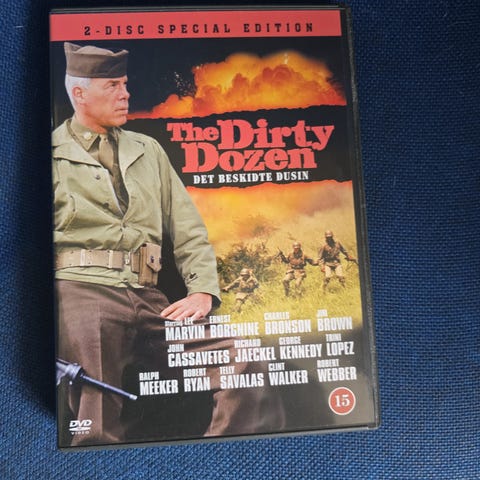 2-DISC SPECIAL EDITION
The Dirty
Dozen
DET BESKIDTE DUSIN
Starring LEE ERNEST CHARLES JIM
MARVIN BORGNINE BRONSON BROWN
JOHN RICHARD GEORGE TRINI
CASSAVETES JAECKEL KENNEDY LOPEZ
RALPH ROBERT TELLY CLINT ROBERT
MEEKER RYAN SAVALAS WALKER WEBBER
15
DVD
VIDEO